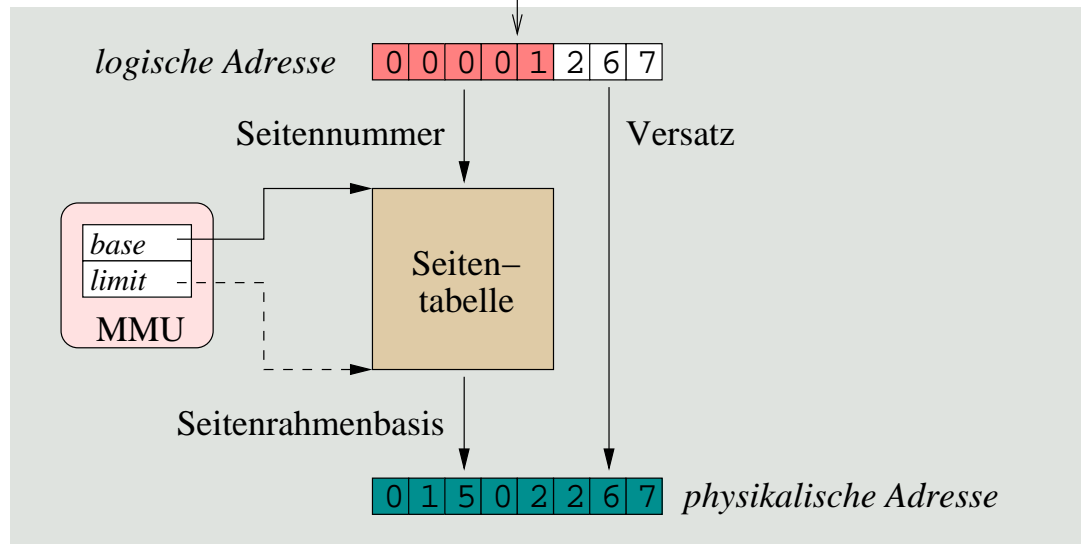 logische Adresse 0 0 0 0 1 2 6 7
Seitennummer Versatz
base
limit
MMU
Seiten–
tabelle
Seitenrahmenbasis
0 1 5 0 2 2 6 7 physikalische Adresse